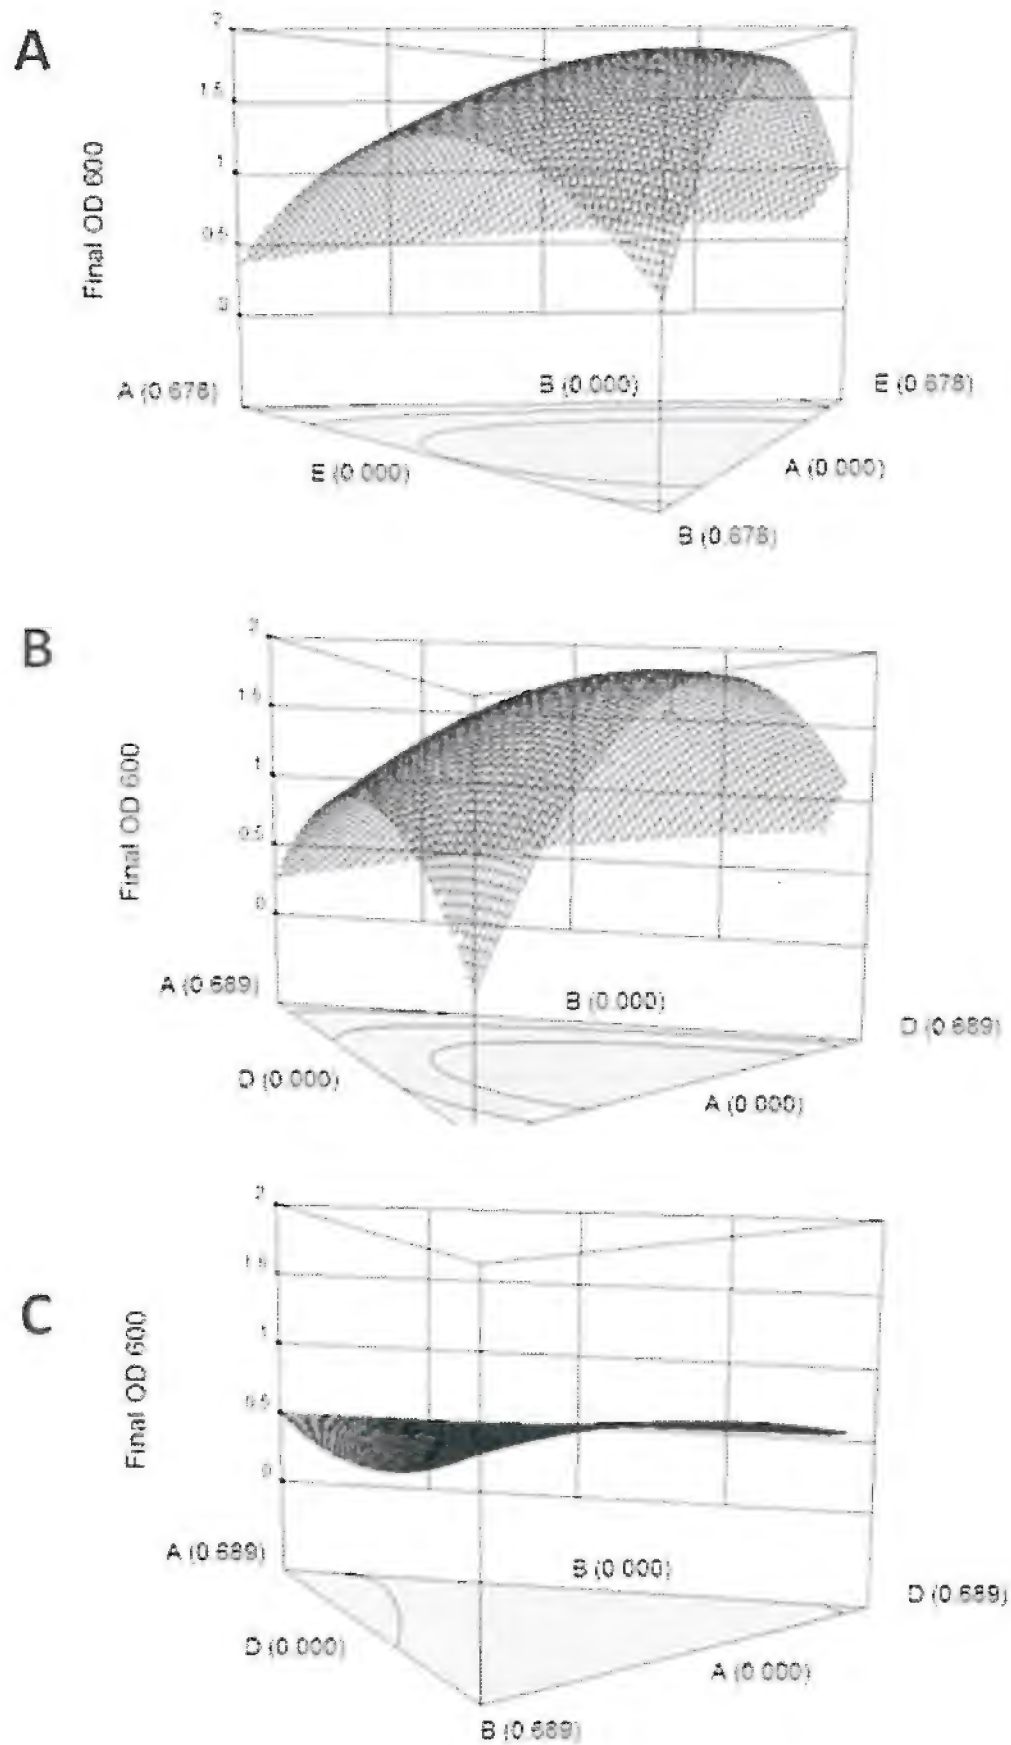 A
2
1.5
1
0.5
0
Final OD 600
A (0.678)
B (0.000)
E (0.678)
E (0.000)
A (0.000)
B (0.678)
B
2
1.5
1
0.5
0
Final OD 600
A (0.689)
B (0.000)
D (0.689)
D (0.000)
A (0.000)
C
2
1.5
1
0.5
0
Final OD 600
A (0.689)
B (0.000)
D (0.689)
D (0.000)
A (0.000)
B (0.689)